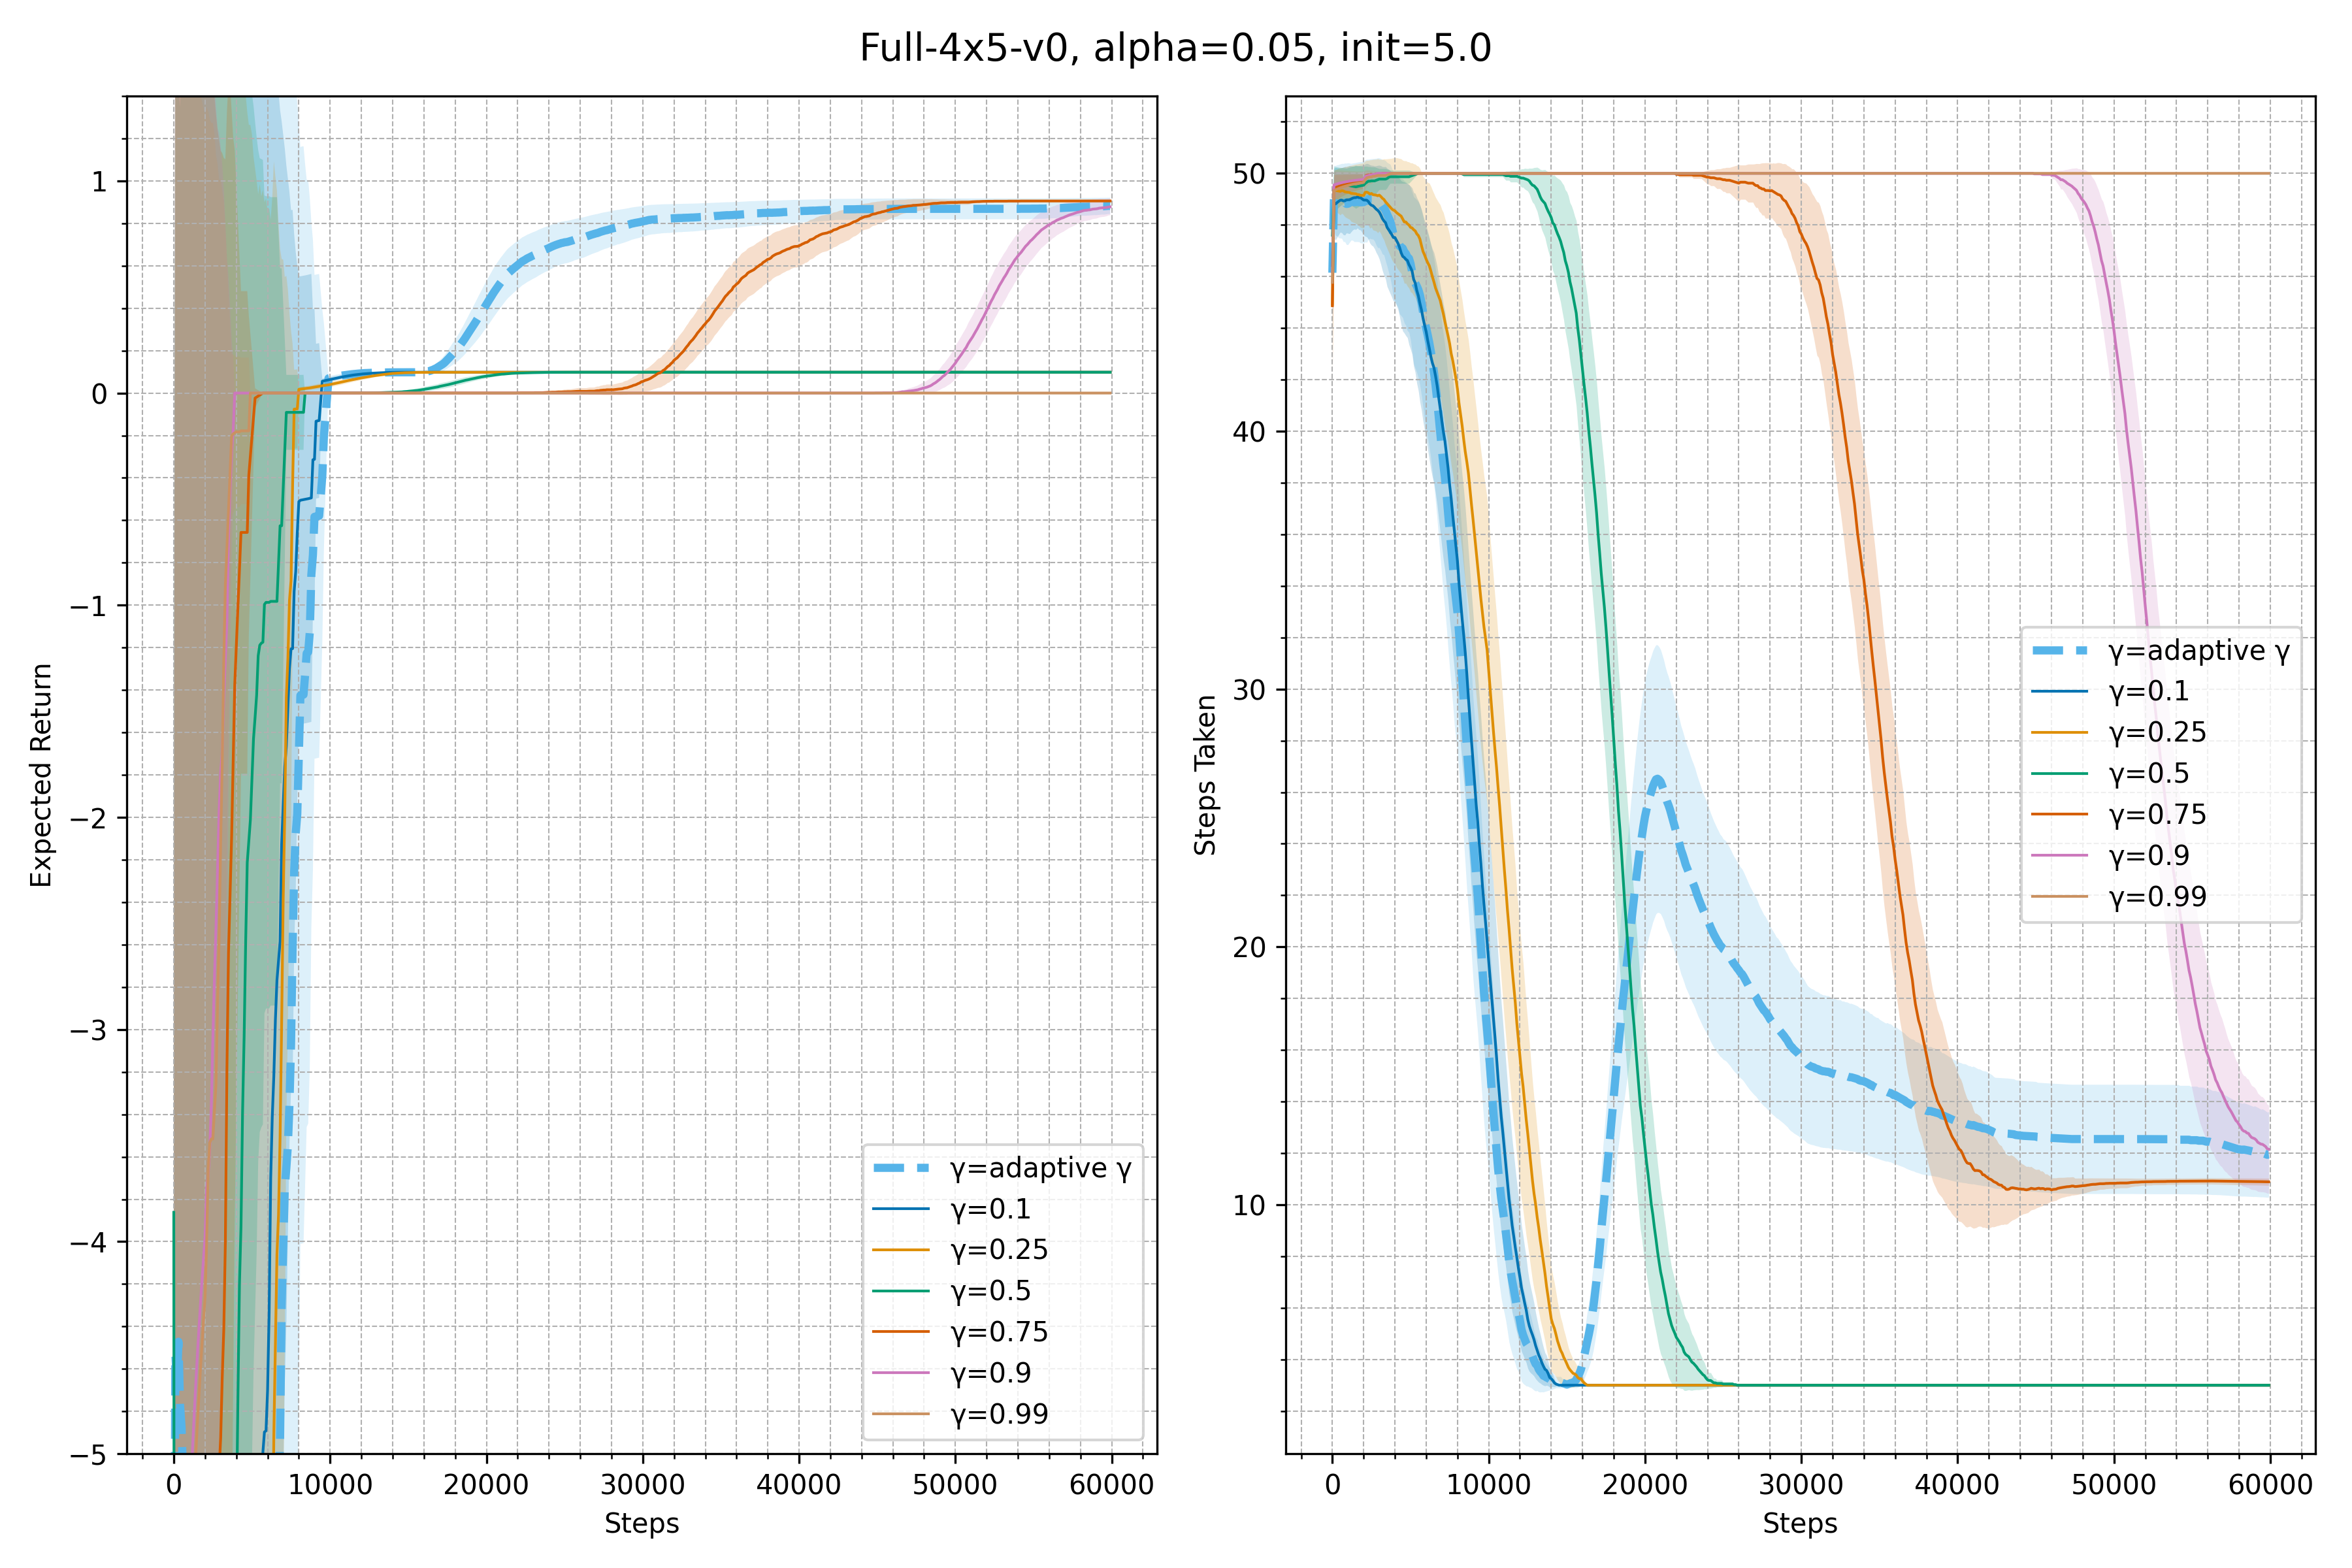 Full-4x5-v0, alpha=0.05, init=5.0
Expected Return
1
0
−1
−2
−3
−4
−5
0
10000
20000
30000
40000
50000
60000
Steps
γ=adaptive γ
γ=0.1
γ=0.25
γ=0.5
γ=0.75
γ=0.9
γ=0.99
Steps Taken
50
40
30
20
10
0
10000
20000
30000
40000
50000
60000
Steps
γ=adaptive γ
γ=0.1
γ=0.25
γ=0.5
γ=0.75
γ=0.9
γ=0.99